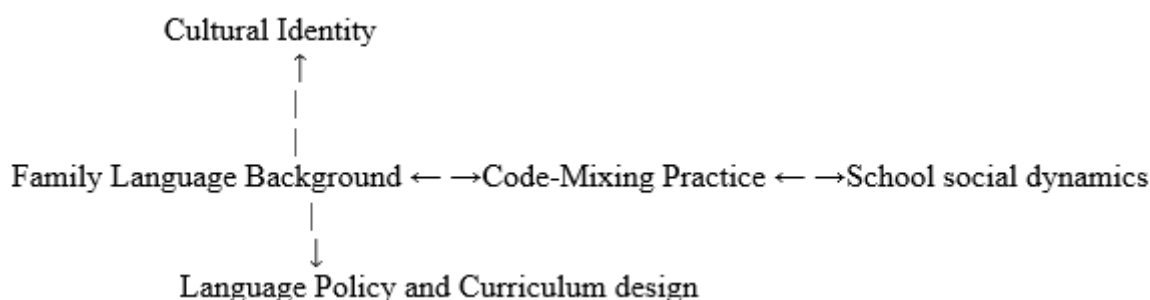 Cultural Identity
↑
|
|
Family Language Background ← →Code-Mixing Practice ← →School social dynamics
|
↓
Language Policy and Curriculum design